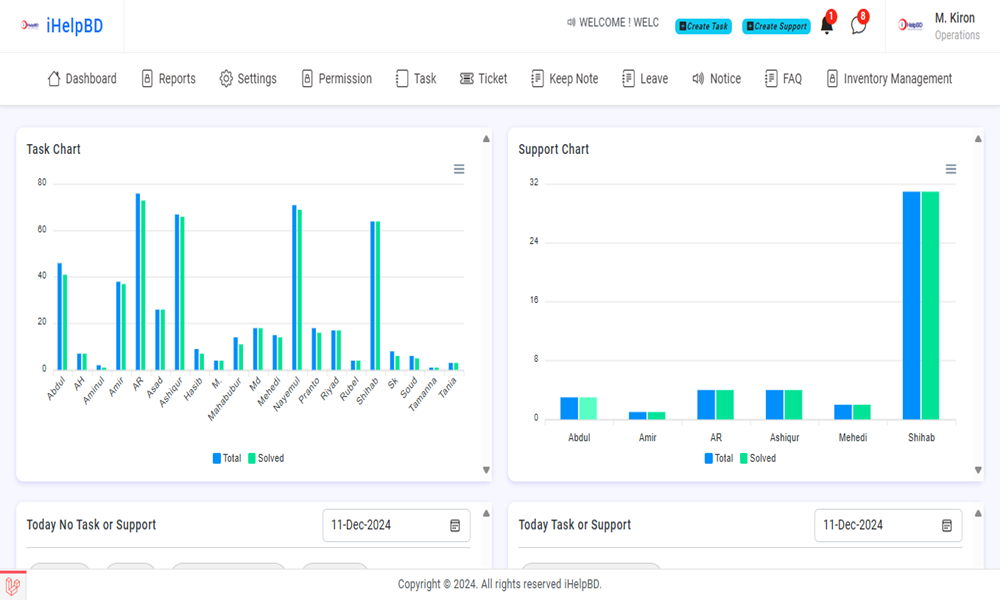 iHelpBD
WELCOME ! WELC
Create Task
Create Support
1
8
M. Kiron
Operations
Dashboard
Reports
Settings
Permission
Task
Ticket
Keep Note
Leave
Notice
FAQ
Inventory Management
Task Chart
80
60
40
20
0
Abdul
AH
Aminul
Amir
AR
Asad
Ashiqur
Hasib
M.
Mahabubur
Md
Mehedi
Nayemul
Pranto
Riyad
Rubel
Shihab
Sk
Soud
Tamanna
Tania
Total
Solved
Support Chart
32
24
16
8
0
Abdul
Amir
AR
Ashiqur
Mehedi
Shihab
Total
Solved
Today No Task or Support
11-Dec-2024
Today Task or Support
11-Dec-2024
Copyright © 2024. All rights reserved iHelpBD.